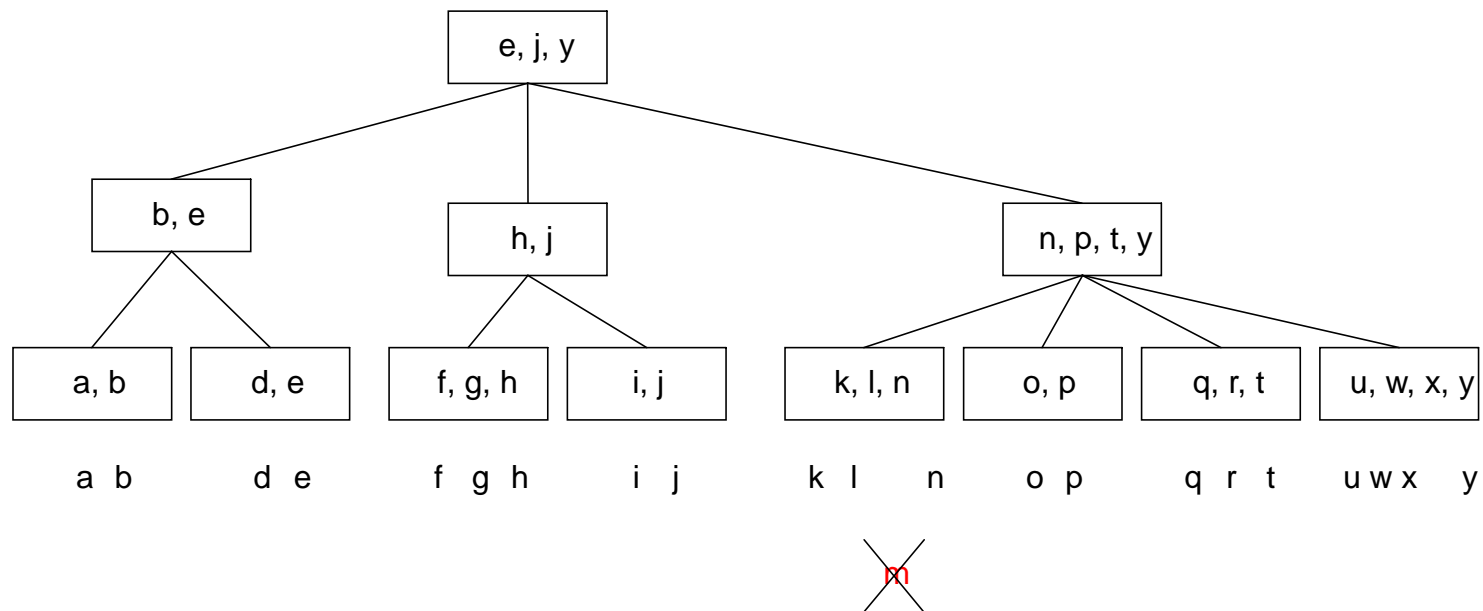 e, j, y
b, e
h, j
n, p, t, y
a, b
d, e
f, g, h
i, j
k, l, n
o, p
q, r, t
u, w, x, y
a b d e f g h i j k l n o p q r t u w x y
m